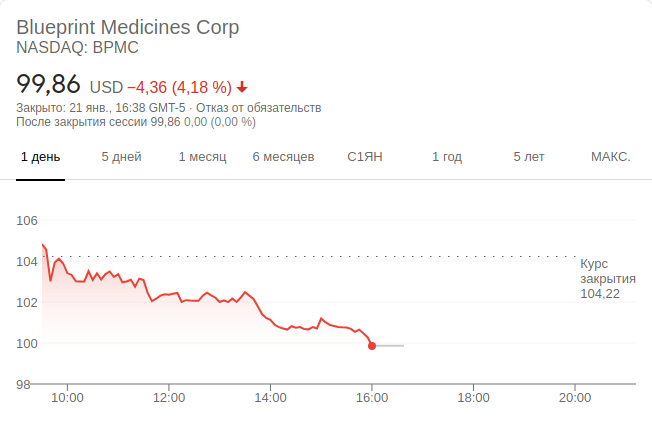 Blueprint Medicines Corp
NASDAQ: BPMC
99,86 USD −4,36 (4,18 %)
Закрыто: 21 янв., 16:38 GMT-5 · Отказ от обязательств
После закрытия сессии 99,86 0,00 (0,00 %)
1 день 5 дней 1 месяц 6 месяцев С1ЯН 1 год 5 лет МАКС.
106
104
102
100
98
Курс
закрытия
104,22
10:00 12:00 14:00 16:00 18:00 20:00